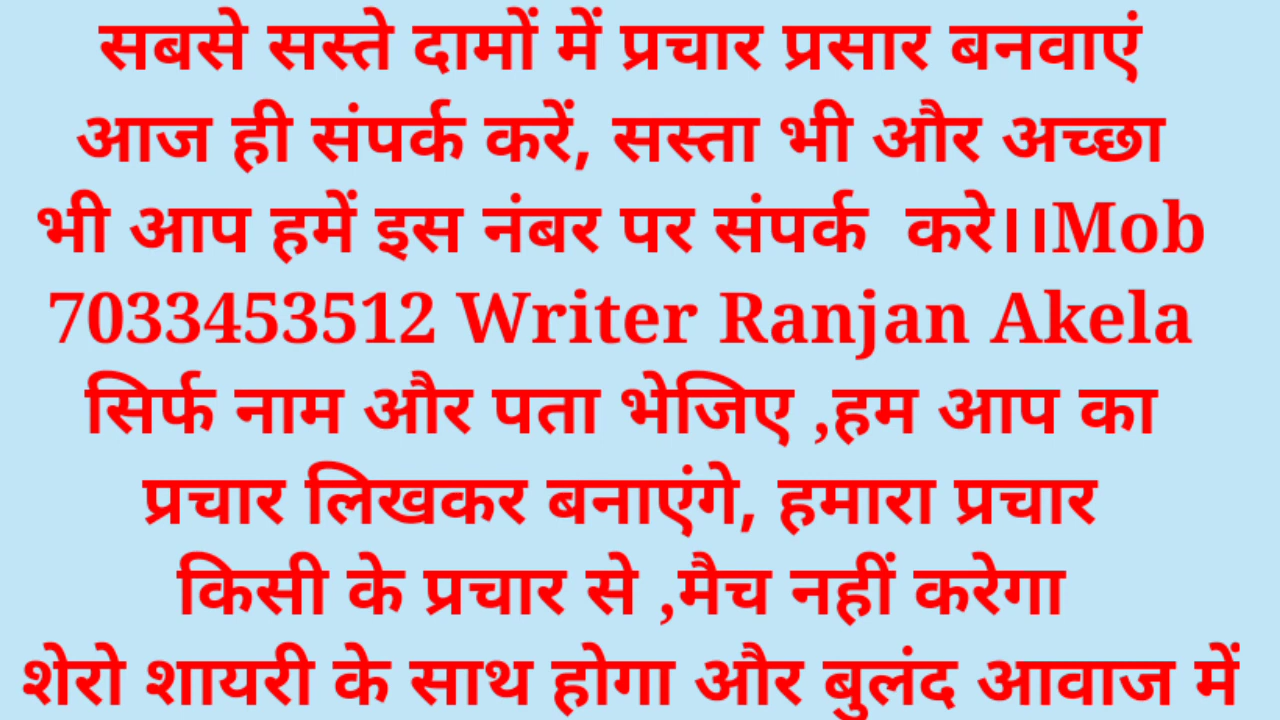 सबसे सस्ते दामों में प्रचार प्रसार बनवाएं
आज ही संपर्क करें, सस्ता भी और अच्छा
भी आप हमें इस नंबर पर संपर्क  करे।।Mob
7033453512 Writer Ranjan Akela
सिर्फ नाम और पता भेजिए ,हम आप का
प्रचार लिखकर बनाएंगे, हमारा प्रचार
किसी के प्रचार से ,मैच नहीं करेगा
शेरो शायरी के साथ होगा और बुलंद आवाज में